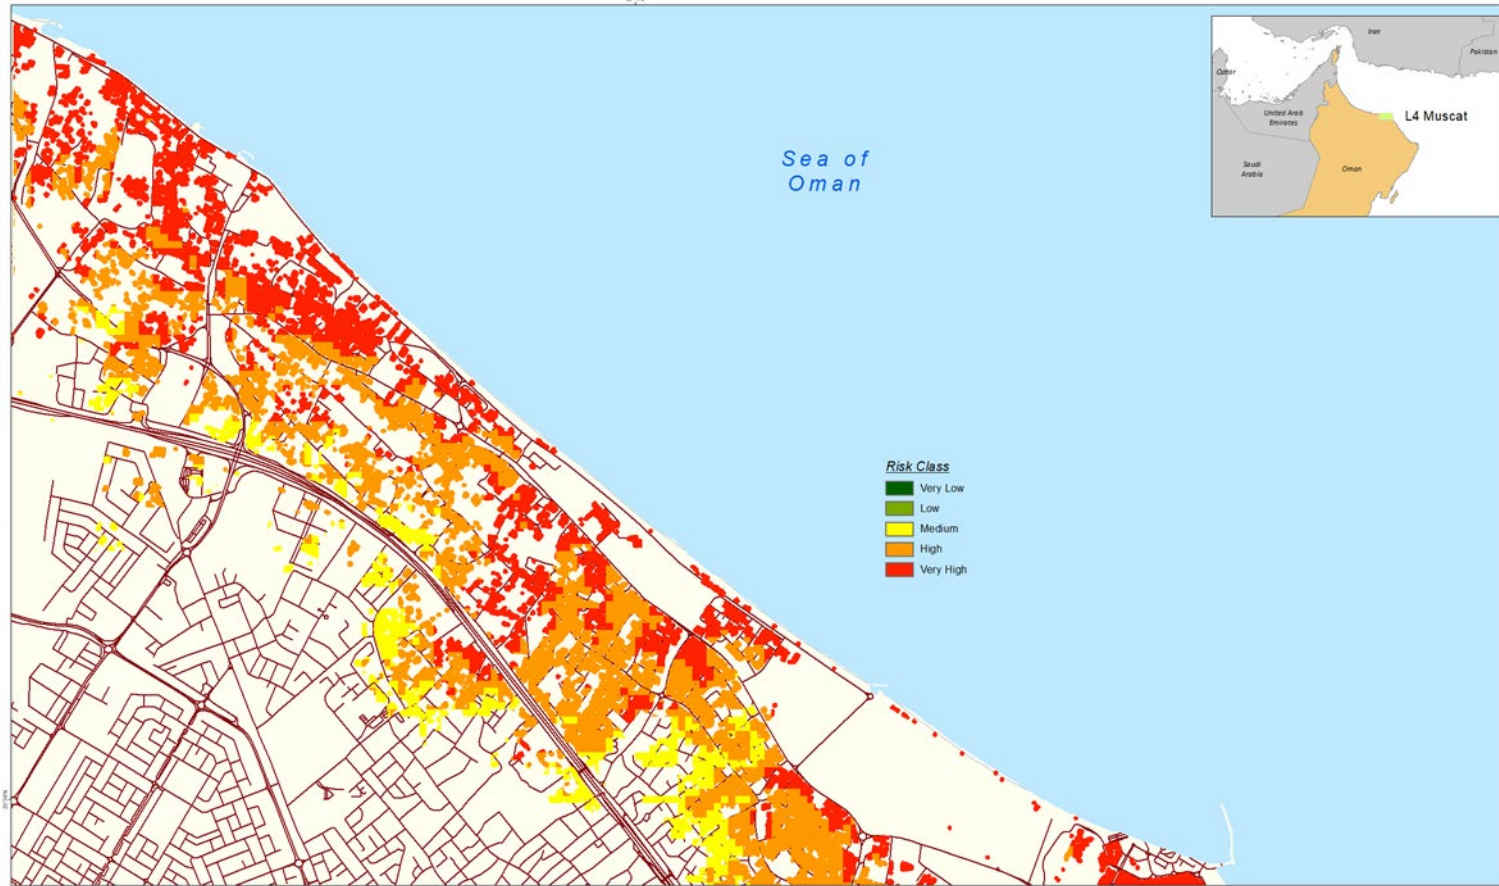 Iran
Pakistan
Qatar
United Arab
Emirates
L4 Muscat
Saudi
Arabia
Oman
Sea of
Oman
Risk Class
Very Low
Low
Medium
High
Very High